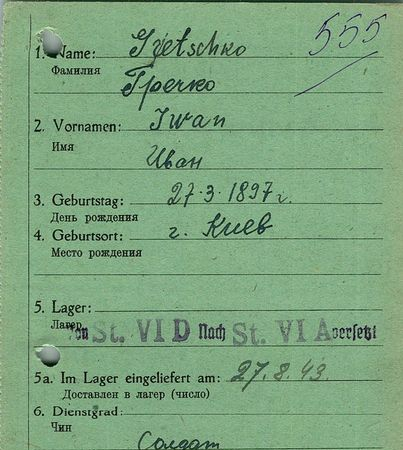 555
1. Name: Gretschko
Фамилия
Гречко
2. Vornamen: Iwan
Имя
Иван
3. Geburtstag: 27·3·1897 г.
День рождения
4. Geburtsort: г. Киев
Место рождения
5. Lager:
Лагерь
Von St. VI D Nach St. VI A versetzt
5a. Im Lager eingeliefert am: 27.8.43.
Доставлен в лагер (число)
6. Dienstgrad:
Чин
Солдат